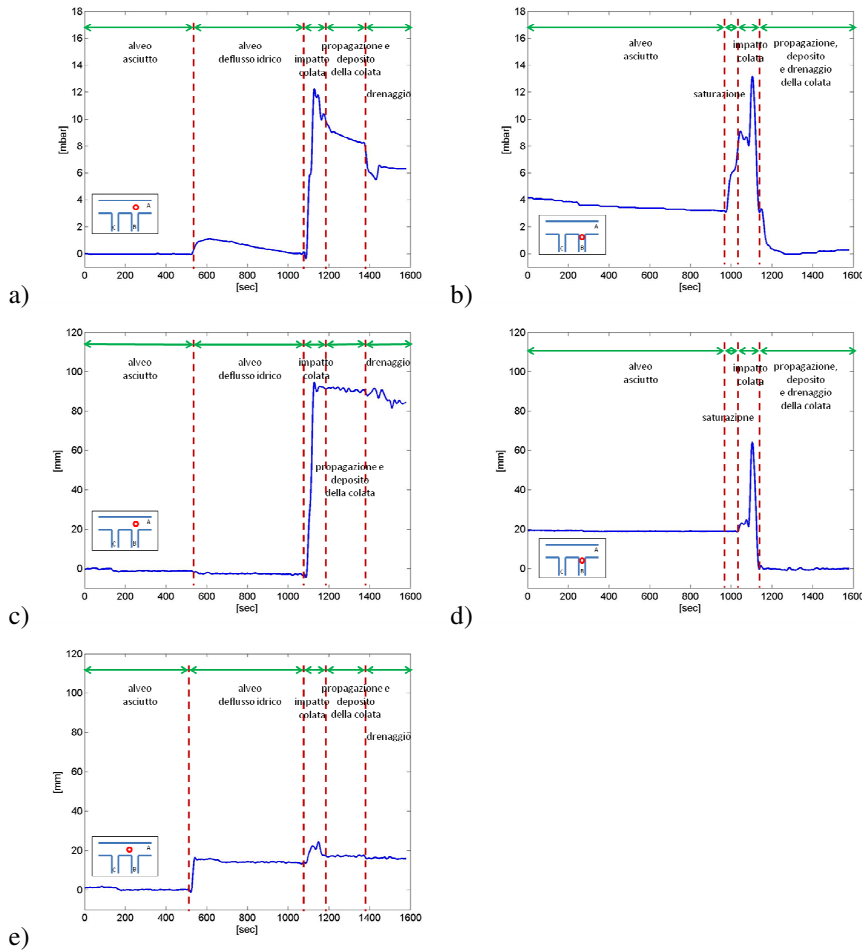 a)
[mbar]
18
16
14
12
10
8
6
4
2
0
alveo
asciutto
alveo
deflusso idrico
impatto
colata
propagazione e
deposito
della colata
drenaggio
A
C
B
0 200 400 600 800 1000 1200 1400 1600
[sec]
b)
[mbar]
18
16
14
12
10
8
6
4
2
0
alveo
asciutto
saturazione
impatto
colata
propagazione,
deposito
e drenaggio
della colata
A
C
B
0 200 400 600 800 1000 1200 1400 1600
[sec]
c)
[mm]
120
100
80
60
40
20
0
alveo
asciutto
alveo
deflusso idrico
impatto
colata
drenaggio
propagazione e
deposito
della colata
A
C
B
0 200 400 600 800 1000 1200 1400 1600
[sec]
d)
[mm]
120
100
80
60
40
20
0
alveo
asciutto
saturazione
impatto
colata
propagazione,
deposito
e drenaggio
della colata
A
C
B
0 200 400 600 800 1000 1200 1400 1600
[sec]
e)
[mm]
120
100
80
60
40
20
0
alveo
asciutto
alveo
deflusso idrico
impatto
colata
propagazione e
deposito
della colata
drenaggio
A
C
B
0 200 400 600 800 1000 1200 1400 1600
[sec]